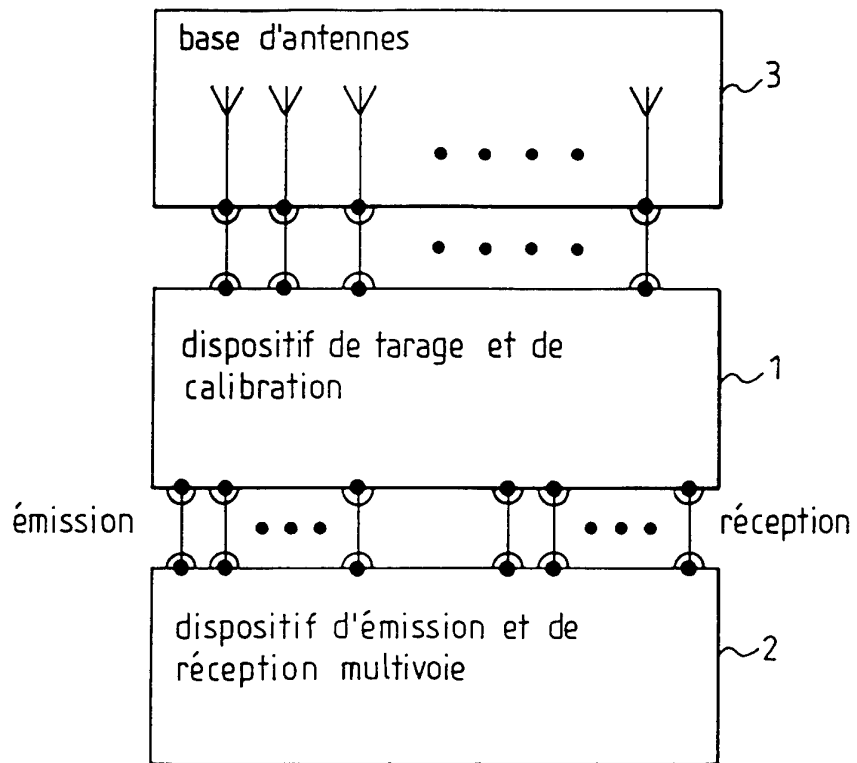 base d'antennes
3
dispositif de tarage et de
calibration
1
émission
réception
dispositif d'émission et de
réception multivoie
2